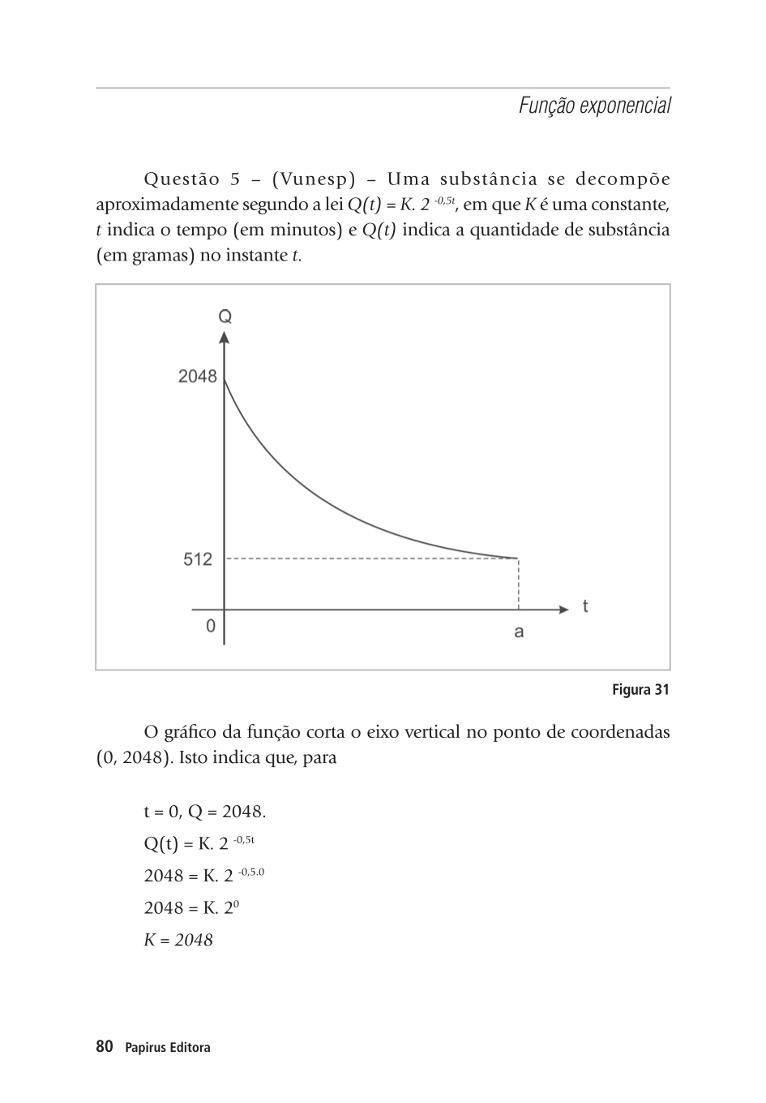 Função exponencial
Questão 5 – (Vunesp) – Uma substância se decompõe
aproximadamente segundo a lei Q(t) = K. 2 -0,5t, em que K é uma constante,
t indica o tempo (em minutos) e Q(t) indica a quantidade de substância
(em gramas) no instante t.
Q
2048
512
0
a
t
Figura 31
O gráfico da função corta o eixo vertical no ponto de coordenadas
(0, 2048). Isto indica que, para
t = 0, Q = 2048.
Q(t) = K. 2 -0,5t
2048 = K. 2 -0,5.0
2048 = K. 2⁰
K = 2048
80 Papirus Editora